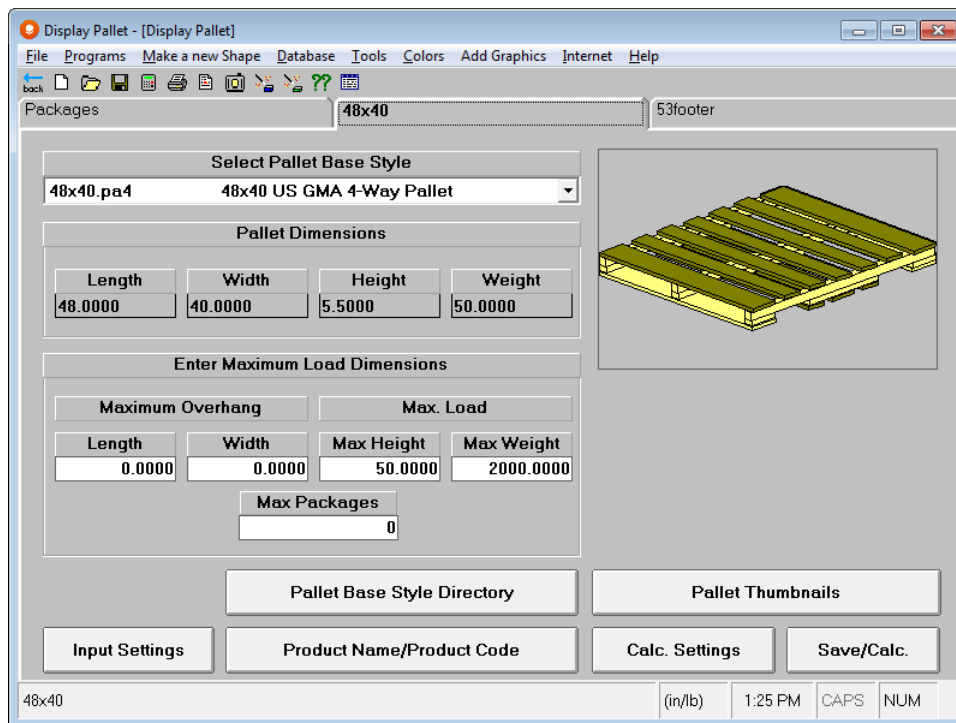 Display Pallet - [Display Pallet]
File Programs Make a new Shape Database Tools Colors Add Graphics Internet Help
back ??
Packages 48x40 53footer
Select Pallet Base Style
48x40.pa4 48x40 US GMA 4-Way Pallet
Pallet Dimensions
Length Width Height Weight
48.0000 40.0000 5.5000 50.0000
Enter Maximum Load Dimensions
Maximum Overhang Max. Load
Length Width Max Height Max Weight
0.0000 0.0000 50.0000 2000.0000
Max Packages
0
Pallet Base Style Directory Pallet Thumbnails
Input Settings Product Name/Product Code Calc. Settings Save/Calc.
48x40 (in/lb) 1:25 PM CAPS NUM